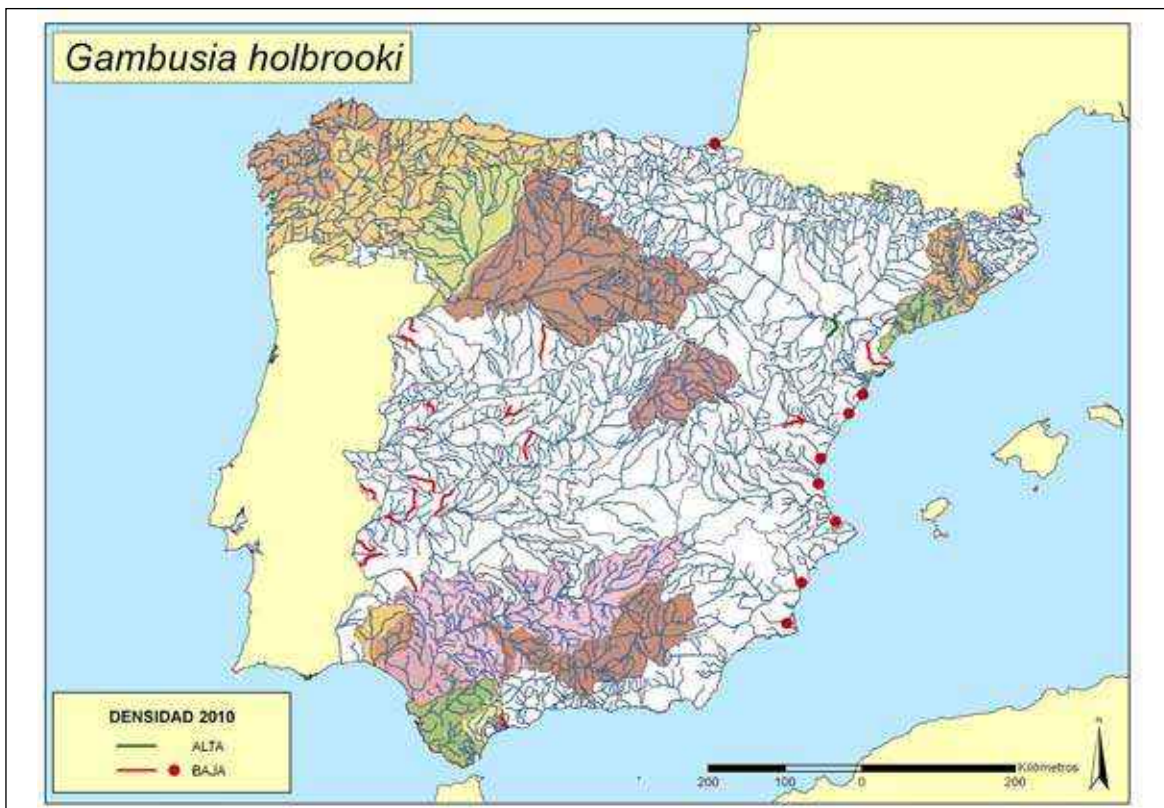 Gambusia holbrooki
DENSIDAD 2010
ALTA
BAJA
N
Kilómetros
200 100 0 200